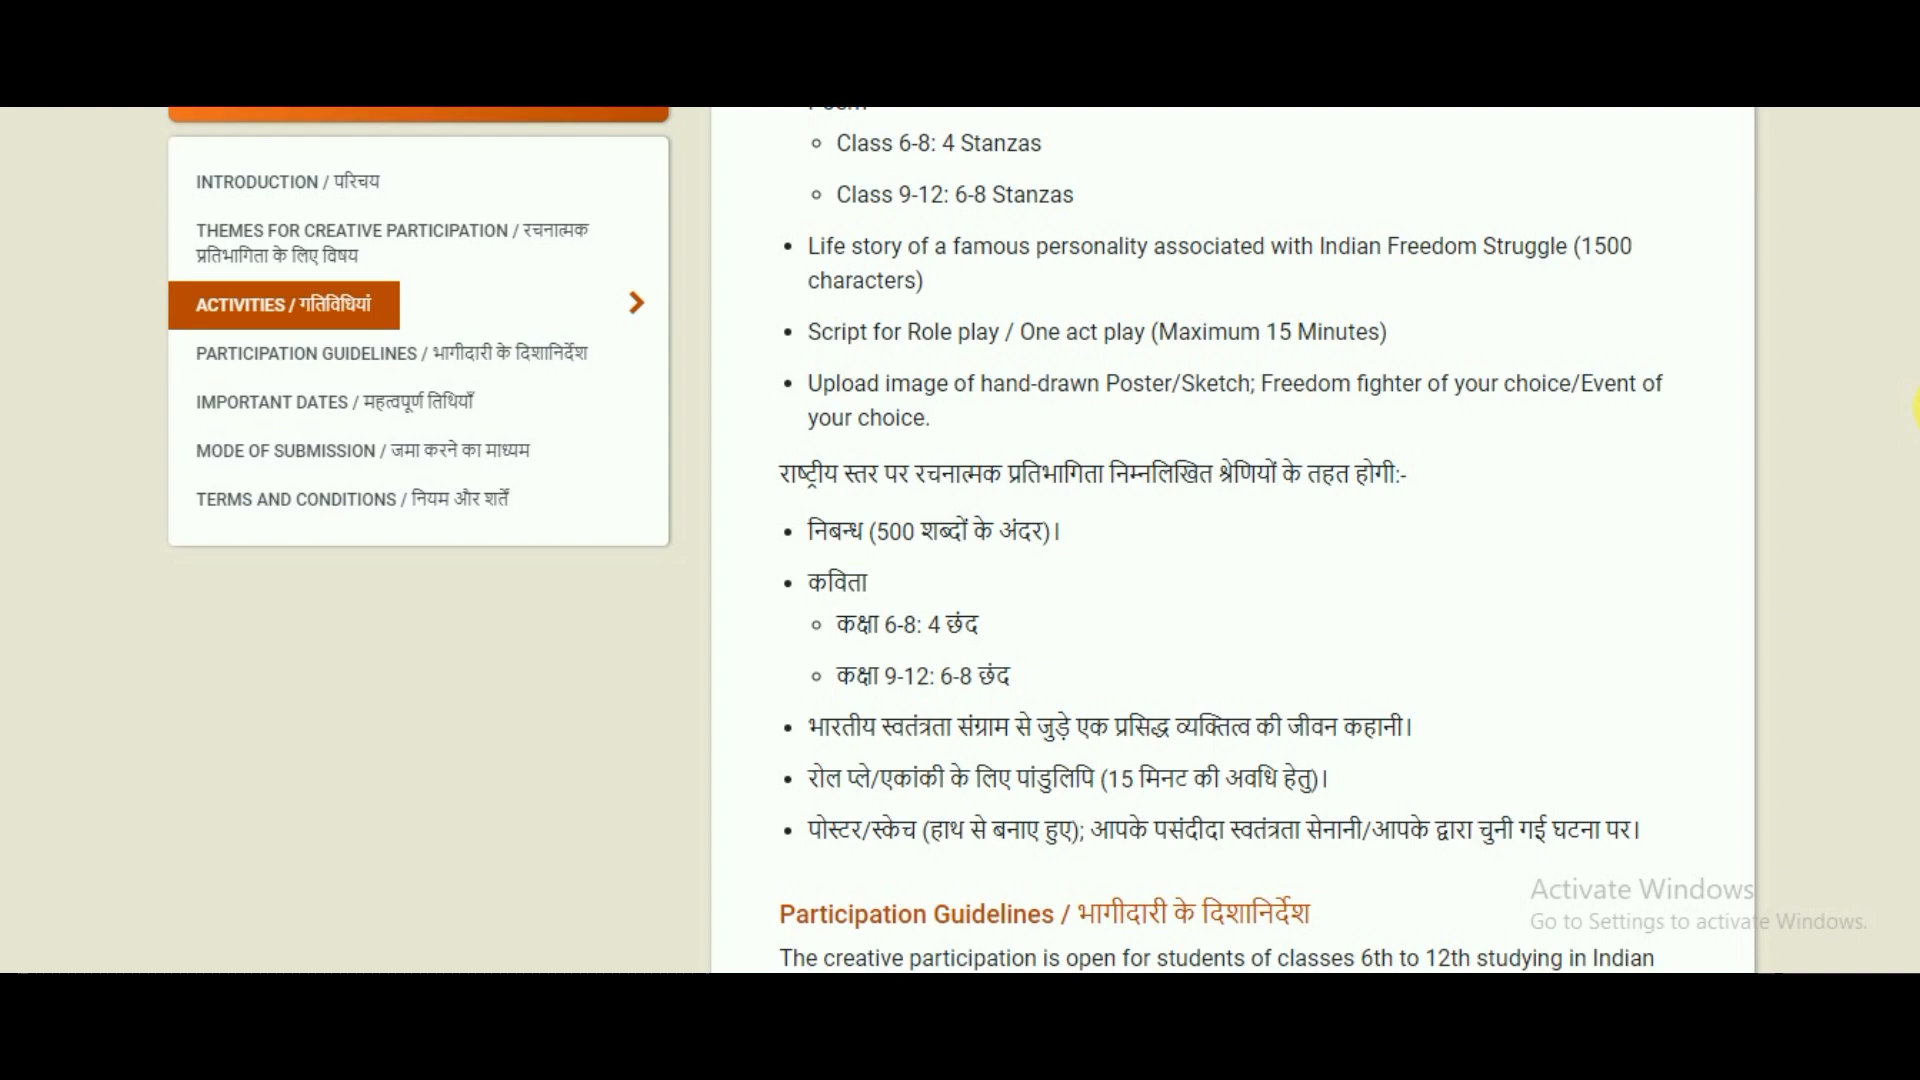 INTRODUCTION / परिचय
THEMES FOR CREATIVE PARTICIPATION / रचनात्मक
प्रतिभागिता के लिए विषय
ACTIVITIES / गतिविधियां
PARTICIPATION GUIDELINES / भागीदारी के दिशानिर्देश
IMPORTANT DATES / महत्वपूर्ण तिथियाँ
MODE OF SUBMISSION / जमा करने का माध्यम
TERMS AND CONDITIONS / नियम और शर्तें
Class 6-8: 4 Stanzas
Class 9-12: 6-8 Stanzas
Life story of a famous personality associated with Indian Freedom Struggle (1500
characters)
Script for Role play / One act play (Maximum 15 Minutes)
Upload image of hand-drawn Poster/Sketch; Freedom fighter of your choice/Event of
your choice.
राष्ट्रीय स्तर पर रचनात्मक प्रतिभागिता निम्नलिखित श्रेणियों के तहत होगी:-
निबन्ध (500 शब्दों के अंदर)।
कविता
कक्षा 6-8: 4 छंद
कक्षा 9-12: 6-8 छंद
भारतीय स्वतंत्रता संग्राम से जुड़े एक प्रसिद्ध व्यक्तित्व की जीवन कहानी।
रोल प्ले/एकांकी के लिए पांडुलिपि (15 मिनट की अवधि हेतु)।
पोस्टर/स्केच (हाथ से बनाए हुए); आपके पसंदीदा स्वतंत्रता सेनानी/आपके द्वारा चुनी गई घटना पर।
Participation Guidelines / भागीदारी के दिशानिर्देश
The creative participation is open for students of classes 6th to 12th studying in Indian
Activate Windows
Go to Settings to activate Windows.